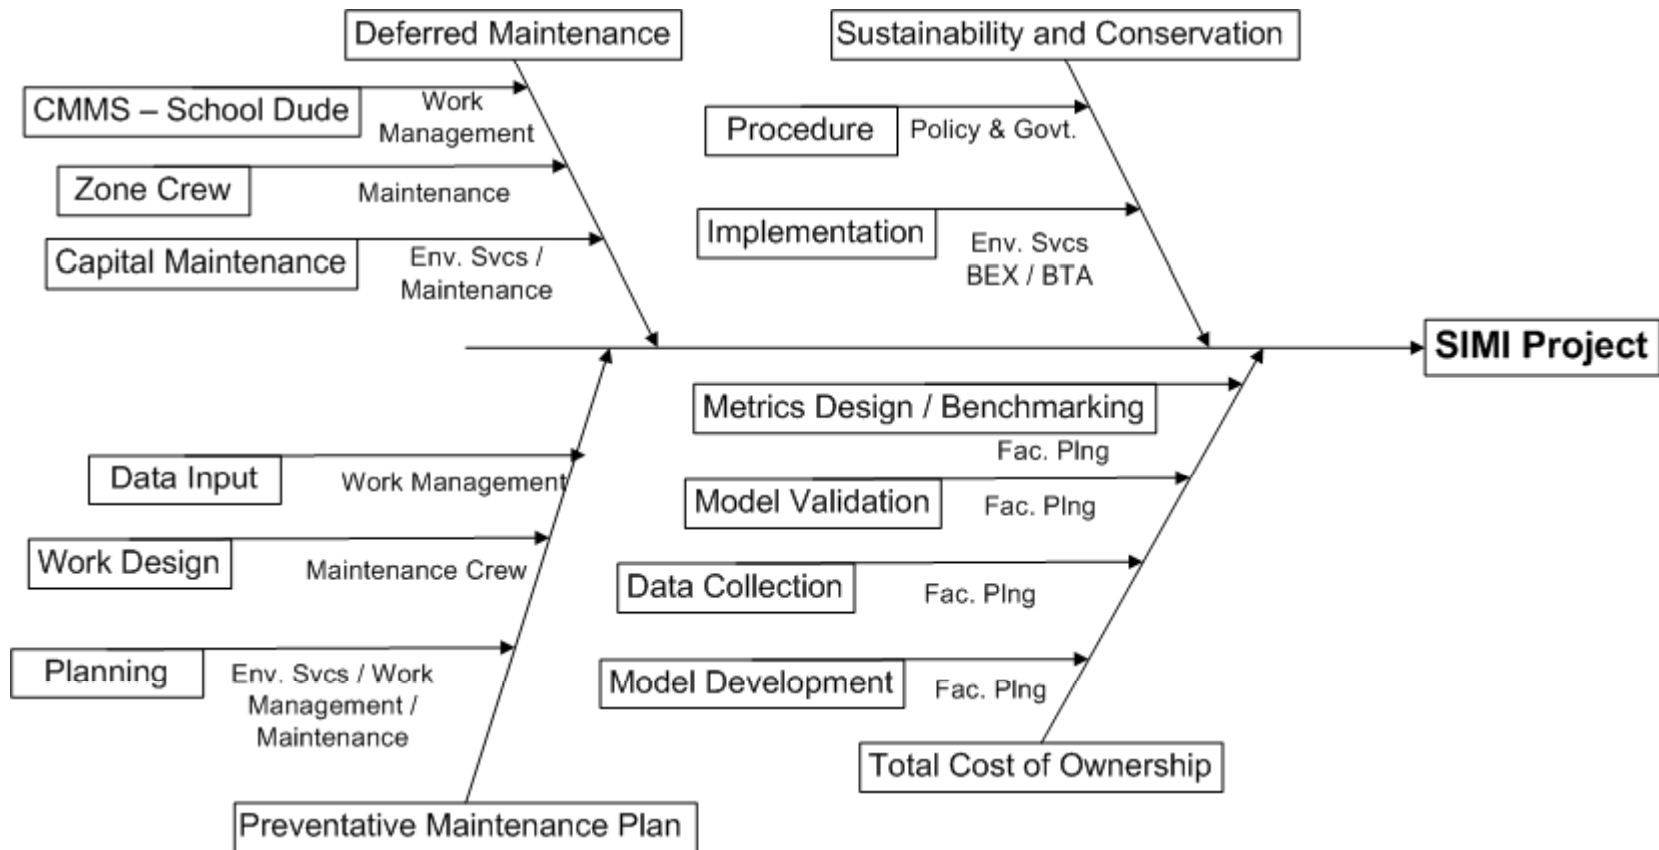 Deferred Maintenance
Sustainability and Conservation
CMMS – School Dude
Work
Management
Zone Crew
Maintenance
Capital Maintenance
Env. Svcs /
Maintenance
Procedure
Policy & Govt.
Implementation
Env. Svcs
BEX / BTA
SIMI Project
Metrics Design / Benchmarking
Fac. Plng
Model Validation
Fac. Plng
Data Collection
Fac. Plng
Model Development
Fac. Plng
Total Cost of Ownership
Data Input
Work Management
Work Design
Maintenance Crew
Planning
Env. Svcs / Work
Management /
Maintenance
Preventative Maintenance Plan